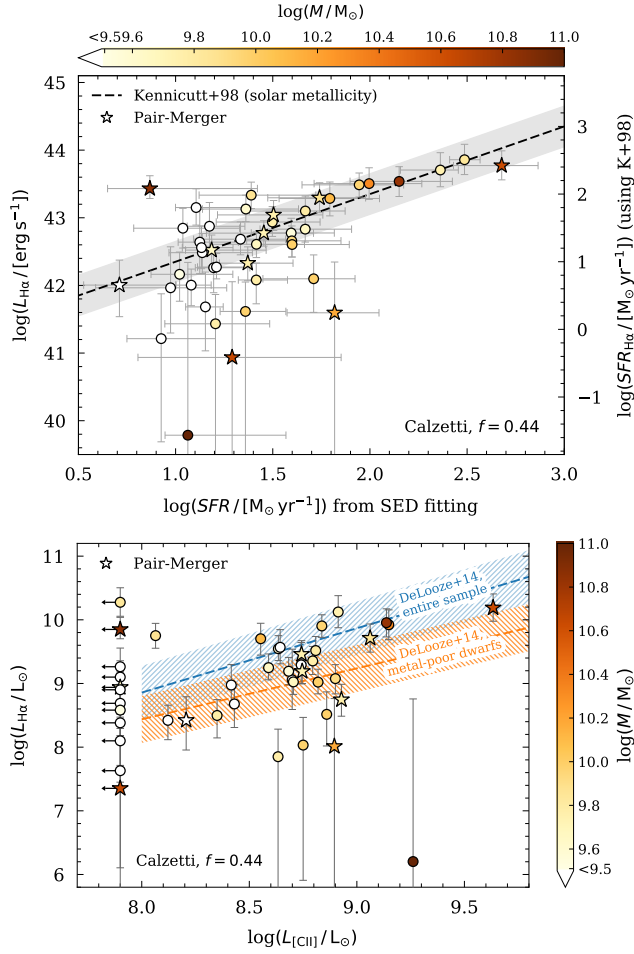 log(M / M⊙)
<9.5 9.6 9.8 10.0 10.2 10.4 10.6 10.8 11.0
Kennicutt+98 (solar metallicity)
Pair-Merger
45
44
43
42
41
40
log(L_Hα / [erg s⁻¹])
3
2
1
0
−1
log(SFR_Hα / [M⊙ yr⁻¹]) (using K+98)
Calzetti, f = 0.44
0.5 1.0 1.5 2.0 2.5 3.0
log(SFR / [M⊙ yr⁻¹]) from SED fitting
Pair-Merger
DeLooze+14,
entire sample
DeLooze+14,
metal-poor dwarfs
11
10
9
8
7
6
log(L_Hα / L⊙)
Calzetti, f = 0.44
8.0 8.5 9.0 9.5
log(L_[CII] / L⊙)
11.0
10.8
10.6
10.4
10.2
10.0
9.8
9.6
<9.5
log(M / M⊙)